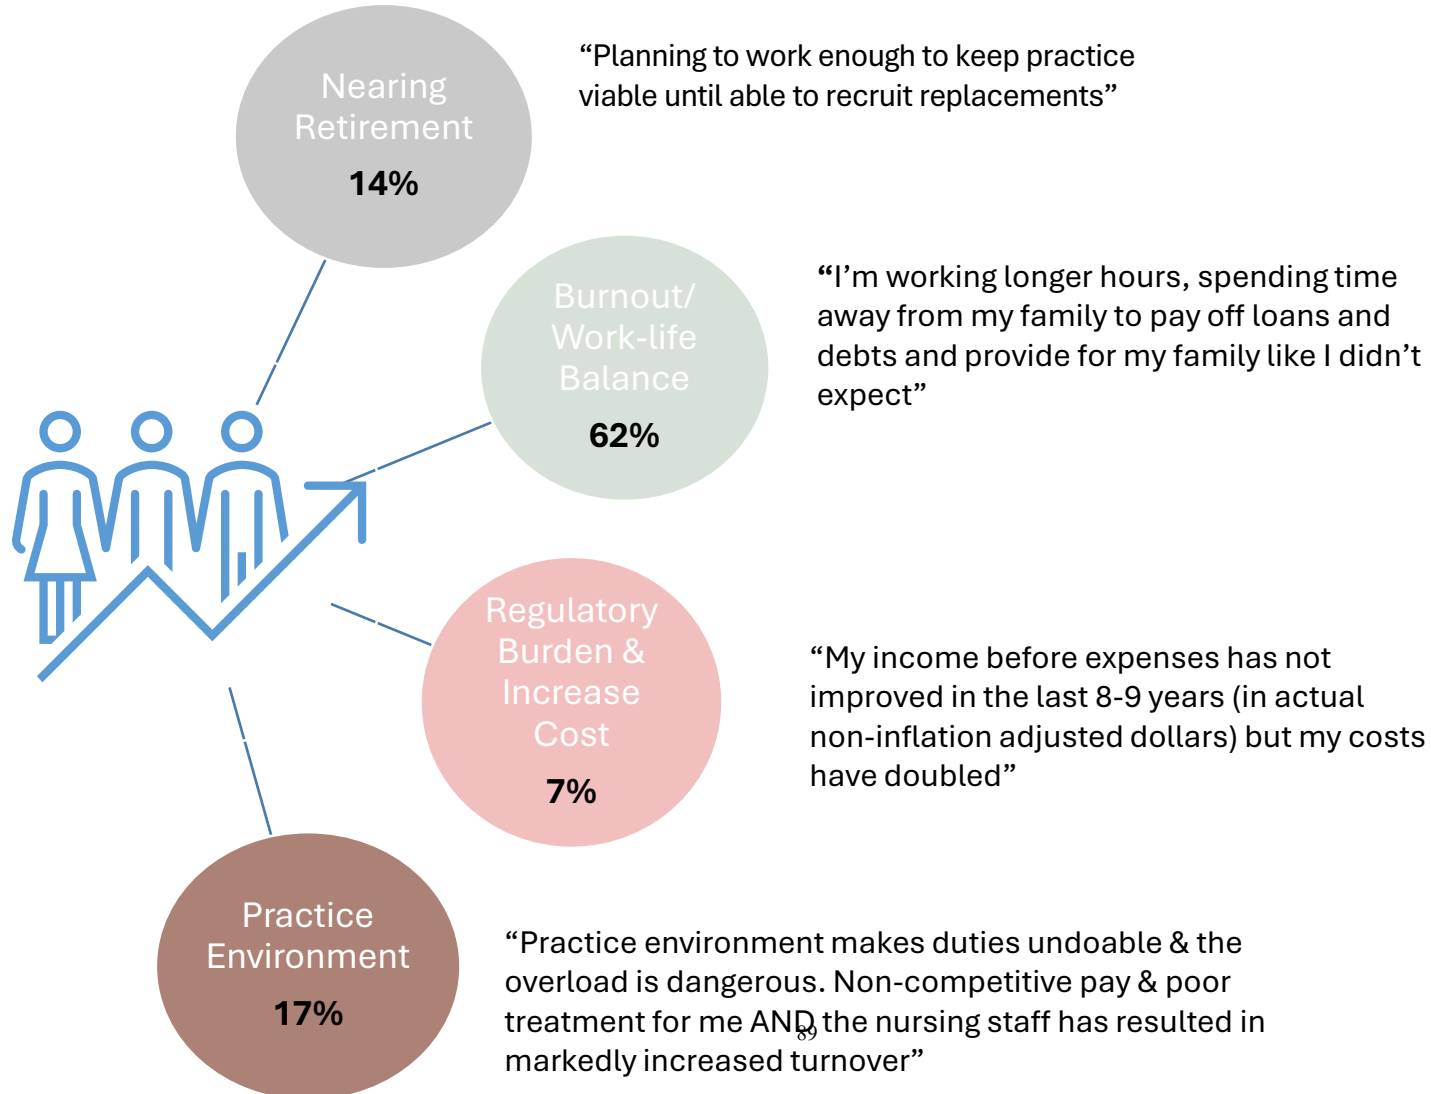 Nearing
Retirement
14%
“Planning to work enough to keep practice
viable until able to recruit replacements”
Burnout/
Work-life
Balance
62%
“I’m working longer hours, spending time
away from my family to pay off loans and
debts and provide for my family like I didn’t
expect”
Regulatory
Burden &
Increase
Cost
7%
“My income before expenses has not
improved in the last 8-9 years (in actual
non-inflation adjusted dollars) but my costs
have doubled”
Practice
Environment
17%
“Practice environment makes duties undoable & the
overload is dangerous. Non-competitive pay & poor
treatment for me AND the nursing staff has resulted in
markedly increased turnover”
89